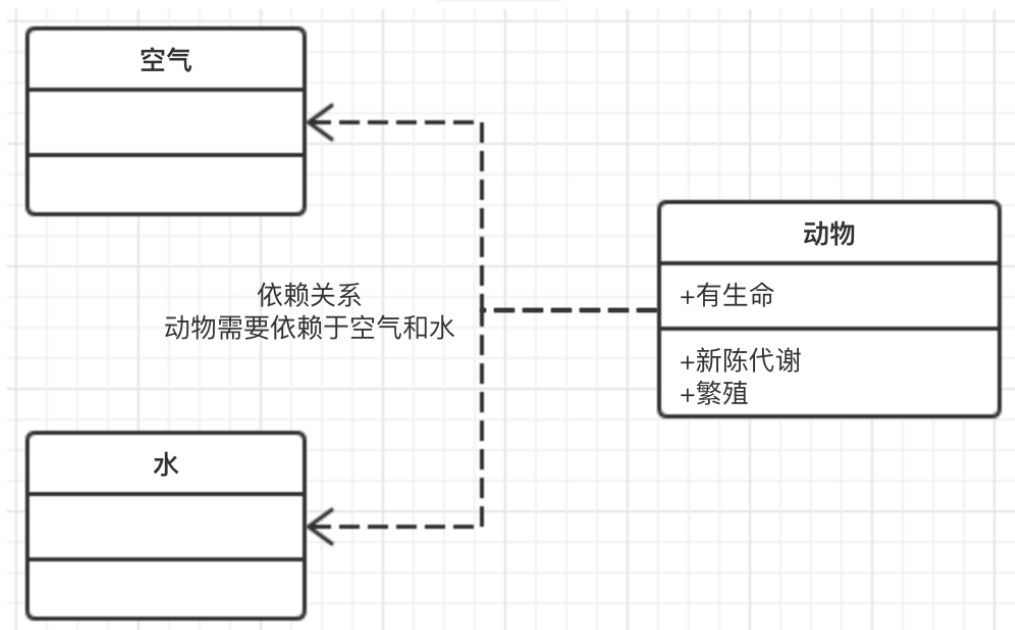 空气
动物
+有生命
依赖关系
动物需要依赖于空气和水
+新陈代谢
+繁殖
水